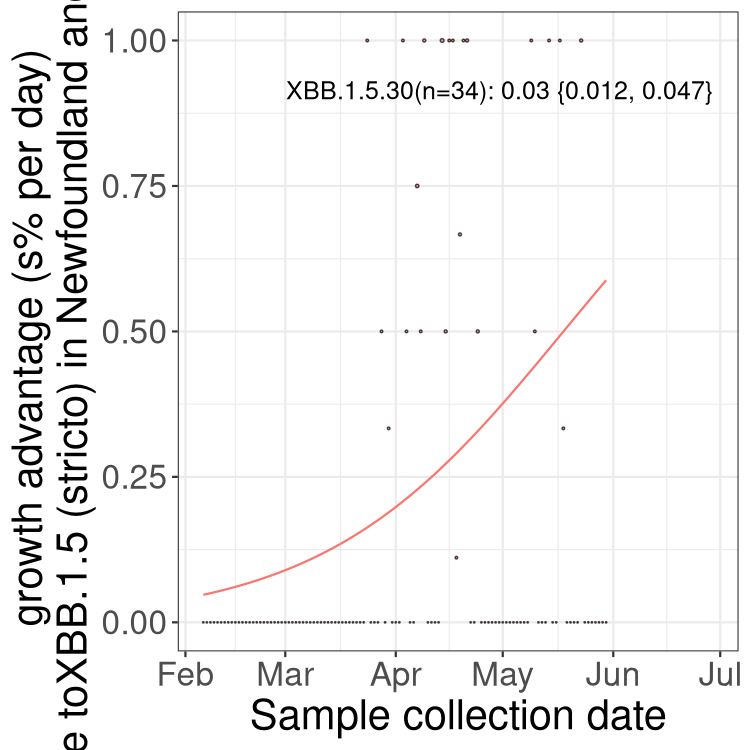 growth advantage (s% per day)
e toXBB.1.5 (stricto) in Newfoundland and
1.00
0.75
0.50
0.25
0.00
XBB.1.5.30(n=34): 0.03 {0.012, 0.047}
Feb Mar Apr May Jun Jul
Sample collection date